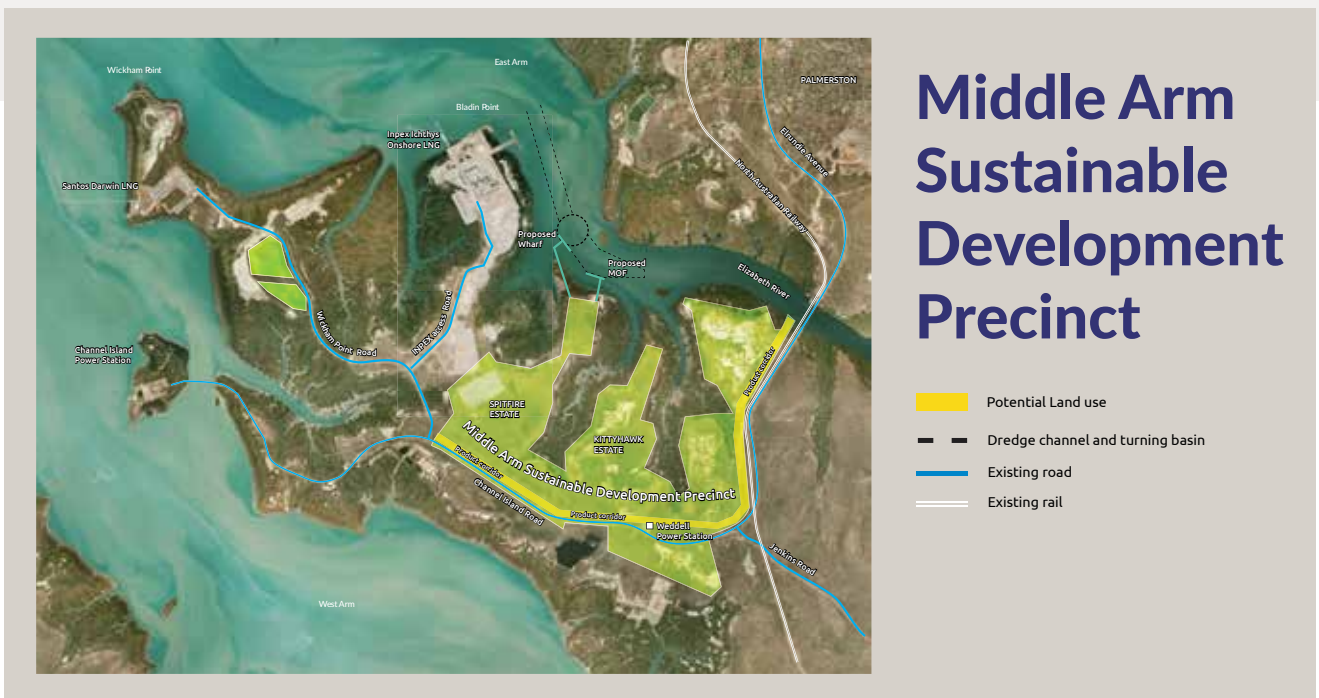 Wickham Point
East Arm
PALMERSTON
Bladin Point
Inpex Ichthys
Onshore LNG
Elrundie Avenue
North Australian Railway
Santos Darwin LNG
Proposed
Wharf
Proposed
MOF
Elizabeth River
Wickham Point Road
INPEX access Road
Channel Island
Power Station
Product corridor
SPITFIRE
ESTATE
KITTYHAWK
ESTATE
Middle Arm Sustainable Development Precinct
Product corridor
Channel Island Road
Product corridor
Weddell
Power Station
Jenkins Road
West Arm
Middle Arm
Sustainable
Development
Precinct
Potential Land use
Dredge channel and turning basin
Existing road
Existing rail